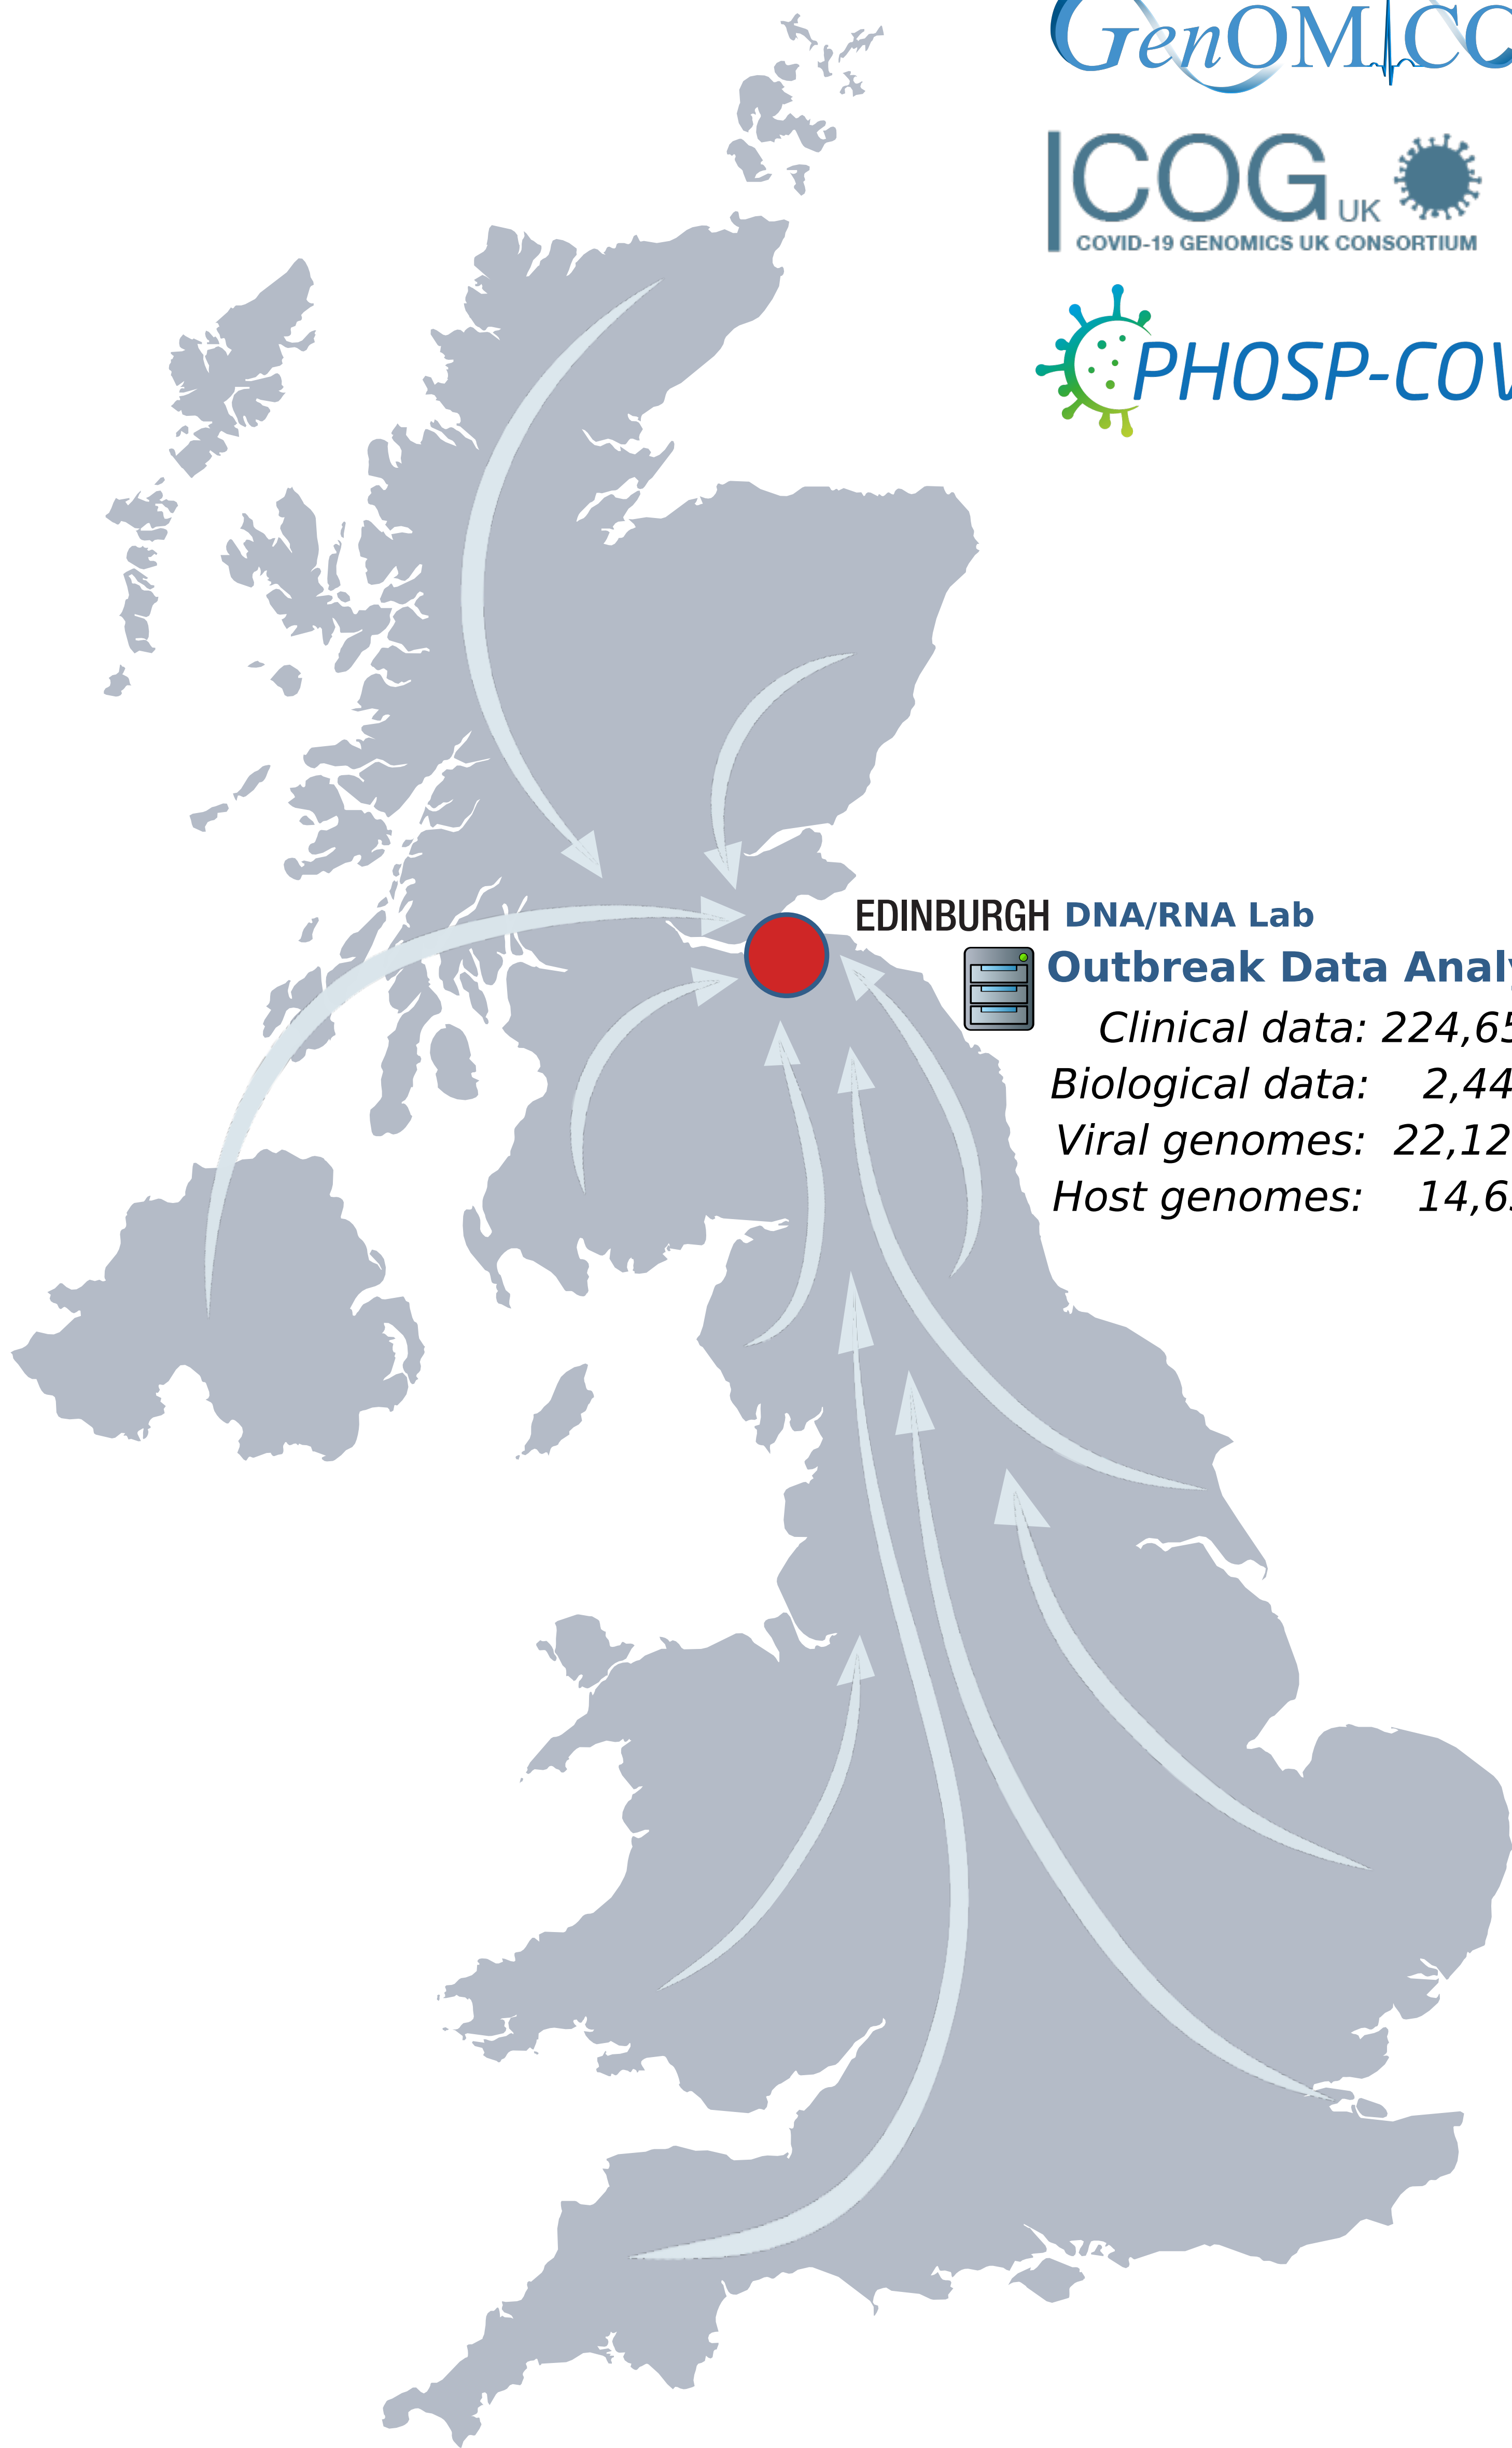 GenOMICC
COG UK
COVID-19 GENOMICS UK CONSORTIUM
PHOSP-COV
EDINBURGH DNA/RNA Lab
Outbreak Data Analy
Clinical data: 224,65
Biological data: 2,44
Viral genomes: 22,12
Host genomes: 14,6